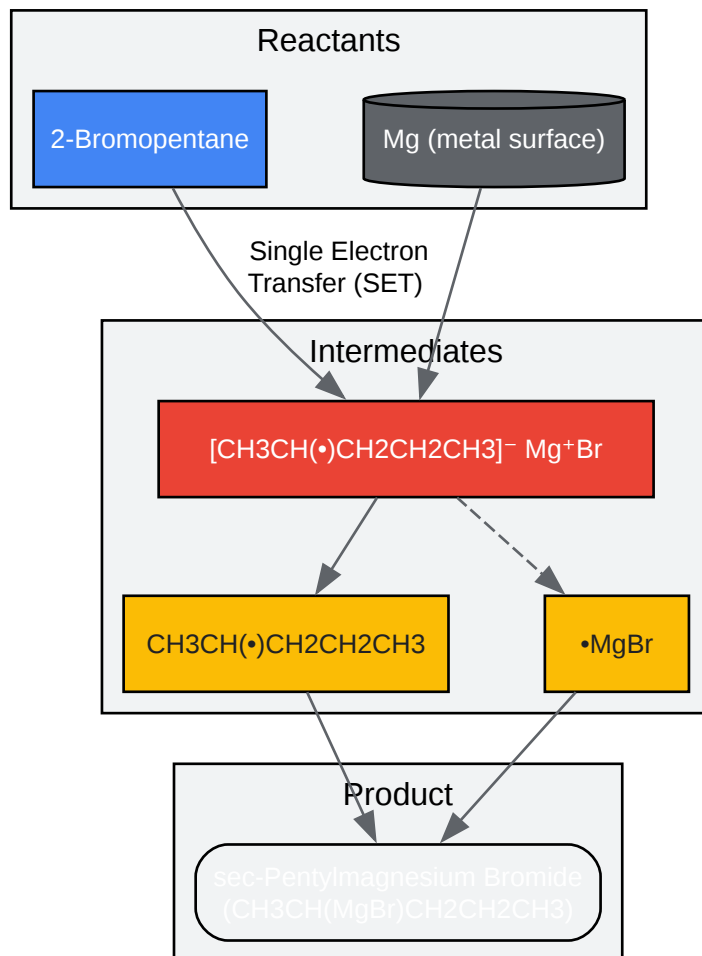 Reactants
2-Bromopentane
Mg (metal surface)
Single Electron
Transfer (SET)
Intermediates
[CH3CH(•)CH2CH2CH3]⁻ Mg⁺Br
CH3CH(•)CH2CH2CH3
•MgBr
Product
sec-Pentylmagnesium Bromide
(CH3CH(MgBr)CH2CH2CH3)